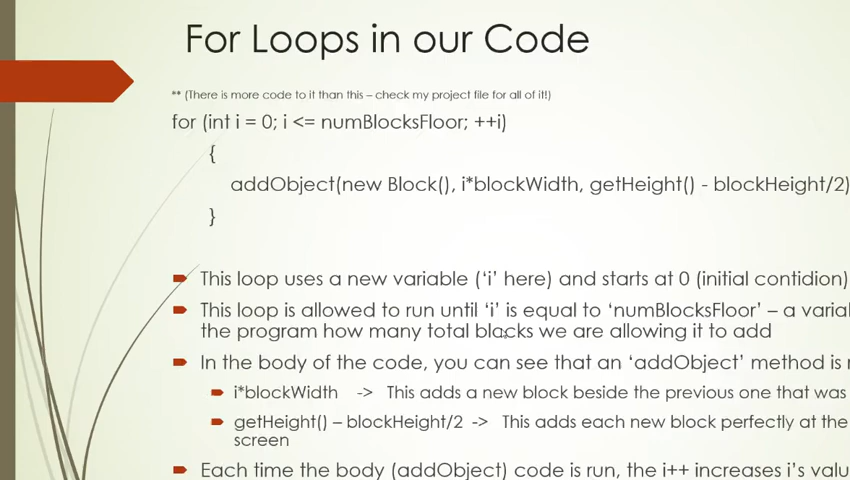 For Loops in our Code
** (There is more code to it than this – check my project file for all of it!)
for (int i = 0; i <= numBlocksFloor; ++i)
{
addObject(new Block(), i*blockWidth, getHeight() - blockHeight/2)
}
This loop uses a new variable (‘i’ here) and starts at 0 (initial contidion)
This loop is allowed to run until ‘i’ is equal to ‘numBlocksFloor’ – a
the program how many total blocks we are allowing it to add
In the body of the code, you can see that an ‘addObject’ method is
i*blockWidth -> This adds a new block beside the previous one that was
getHeight() – blockHeight/2 -> This adds each new block perfectly at the
screen
Each time the body (addObject) code is run, the i++ increases i’s